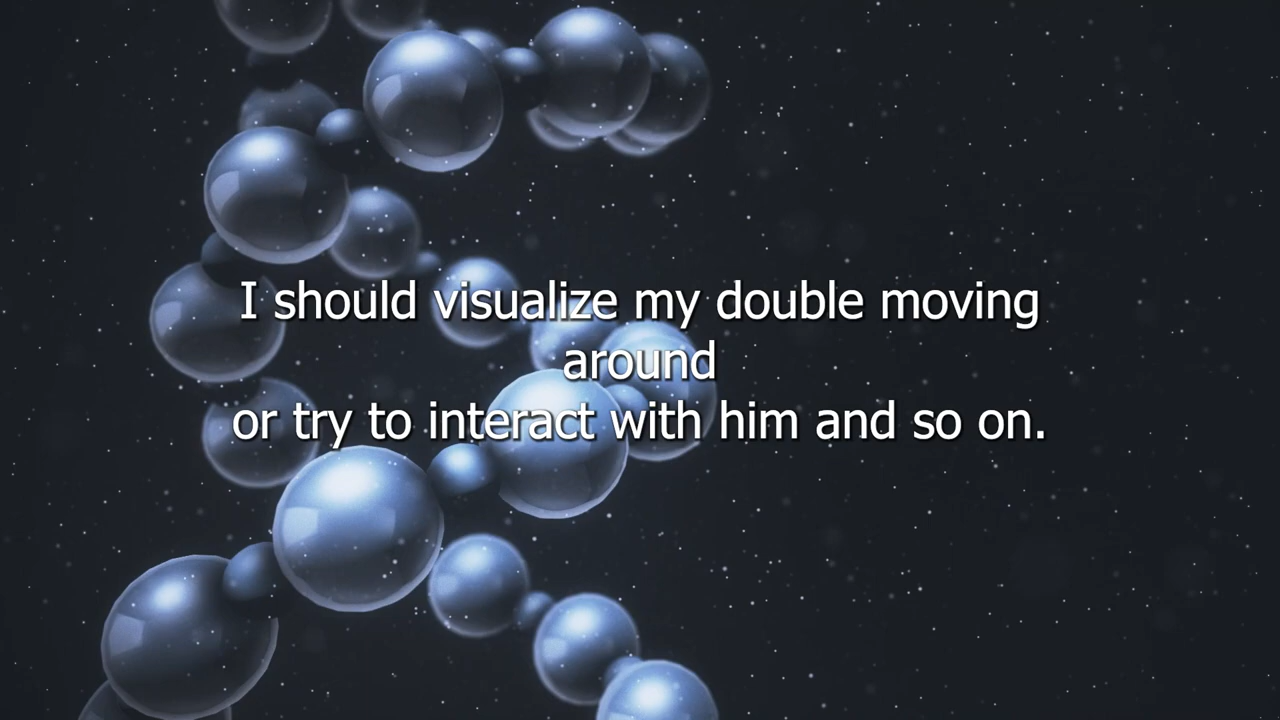 I should visualize my double moving
around
or try to interact with him and so on.